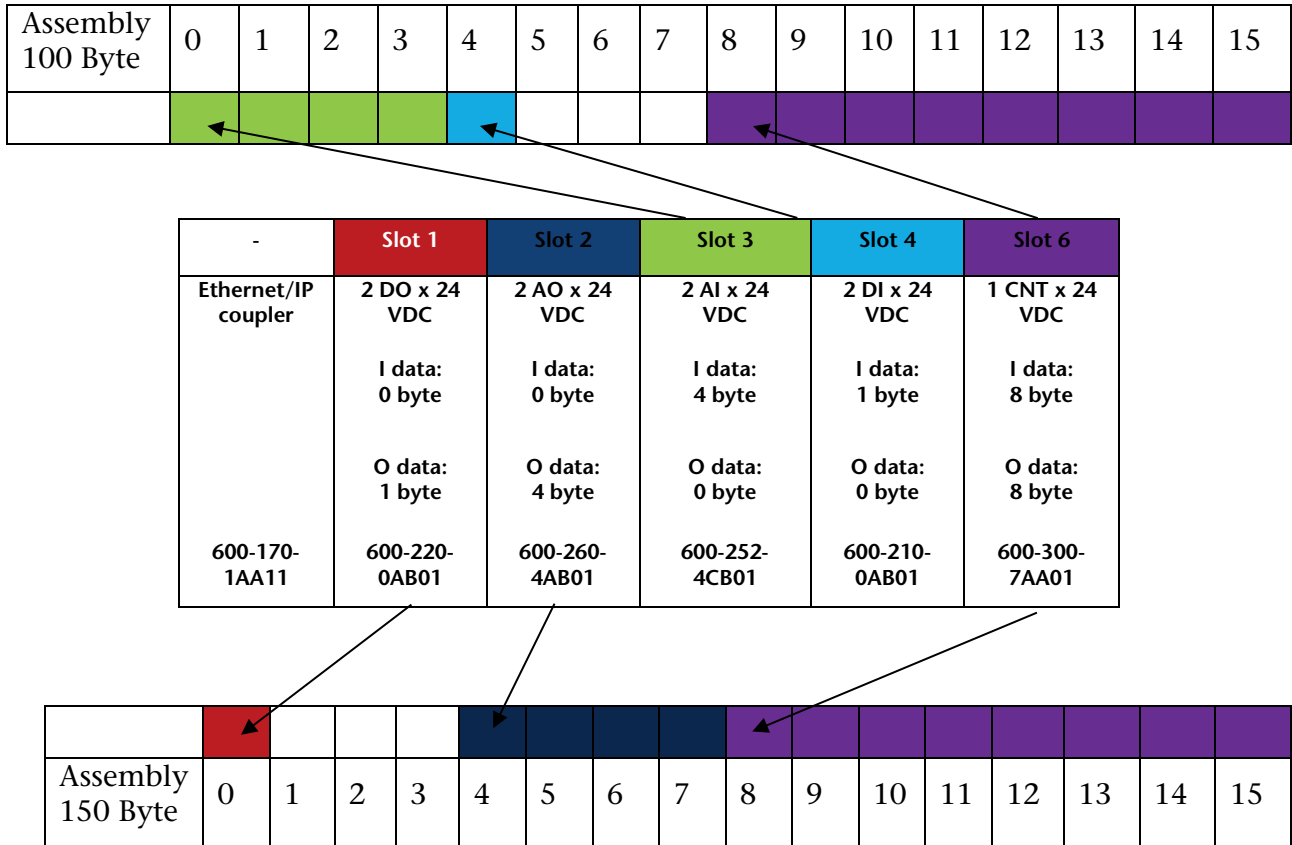 Assembly 100 Byte 0 1 2 3 4 5 6 7 8 9 10 11 12 13 14 15
- Slot 1 Slot 2 Slot 3 Slot 4 Slot 6
Ethernet/IP 2 DO x 24 2 AO x 24 2 AI x 24 2 DI x 24 1 CNT x 24
coupler VDC VDC VDC VDC VDC
I data: I data: I data: I data: I data:
0 byte 0 byte 4 byte 1 byte 8 byte
O data: O data: O data: O data: O data:
1 byte 4 byte 0 byte 0 byte 8 byte
600-170- 600-220- 600-260- 600-252- 600-210- 600-300-
1AA11 0AB01 4AB01 4CB01 0AB01 7AA01
Assembly 150 Byte 0 1 2 3 4 5 6 7 8 9 10 11 12 13 14 15